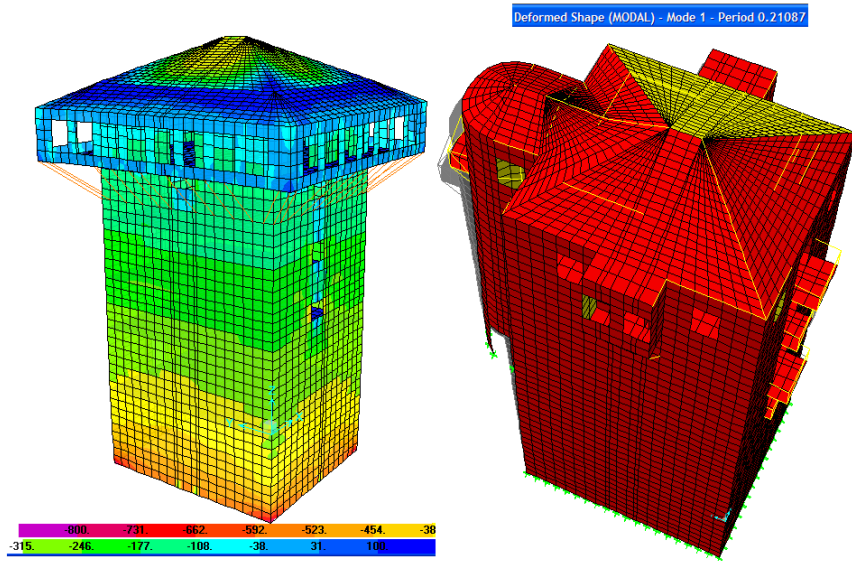 Deformed Shape (MODAL) - Mode 1 - Period 0.21087
-800. -731. -662. -592. -523. -454. -38
-315. -246. -177. -108. -38. 31. 100.